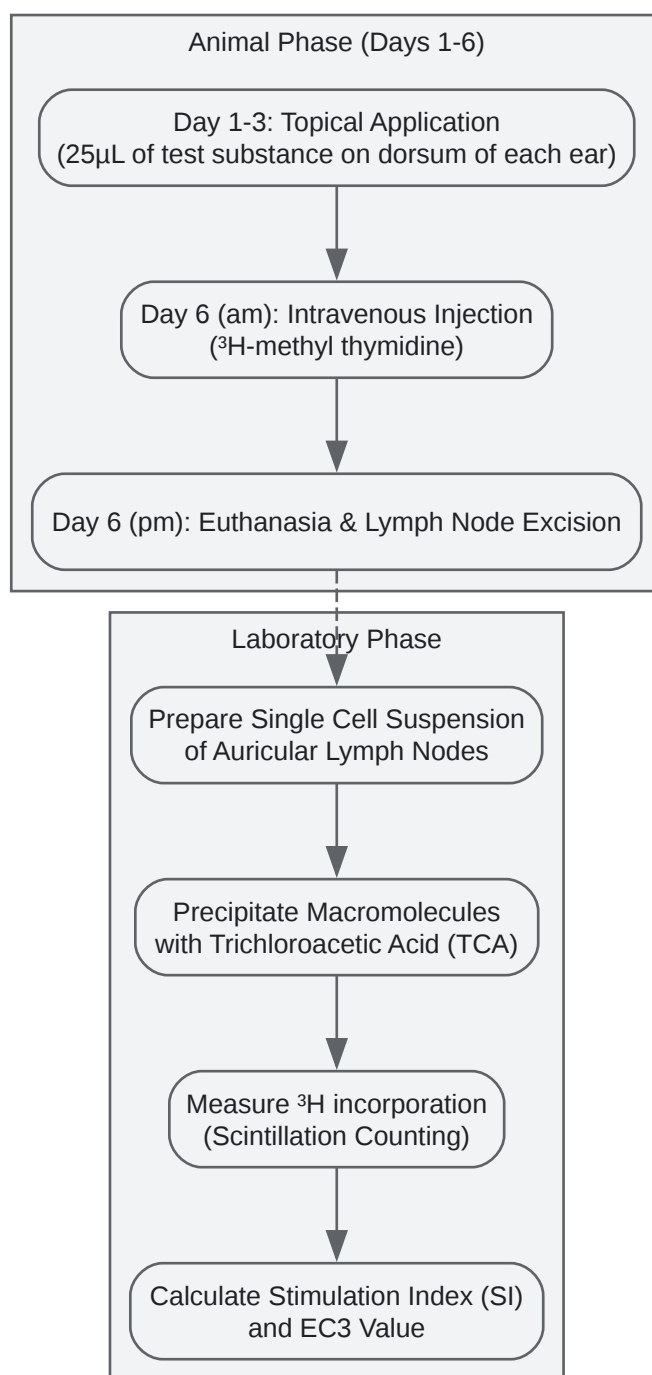 Animal Phase (Days 1-6)
Day 1-3: Topical Application
(25µL of test substance on dorsum of each ear)
Day 6 (am): Intravenous Injection
(³H-methyl thymidine)
Day 6 (pm): Euthanasia & Lymph Node Excision
Laboratory Phase
Prepare Single Cell Suspension
of Auricular Lymph Nodes
Precipitate Macromolecules
with Trichloroacetic Acid (TCA)
Measure ³H incorporation
(Scintillation Counting)
Calculate Stimulation Index (SI)
and EC3 Value